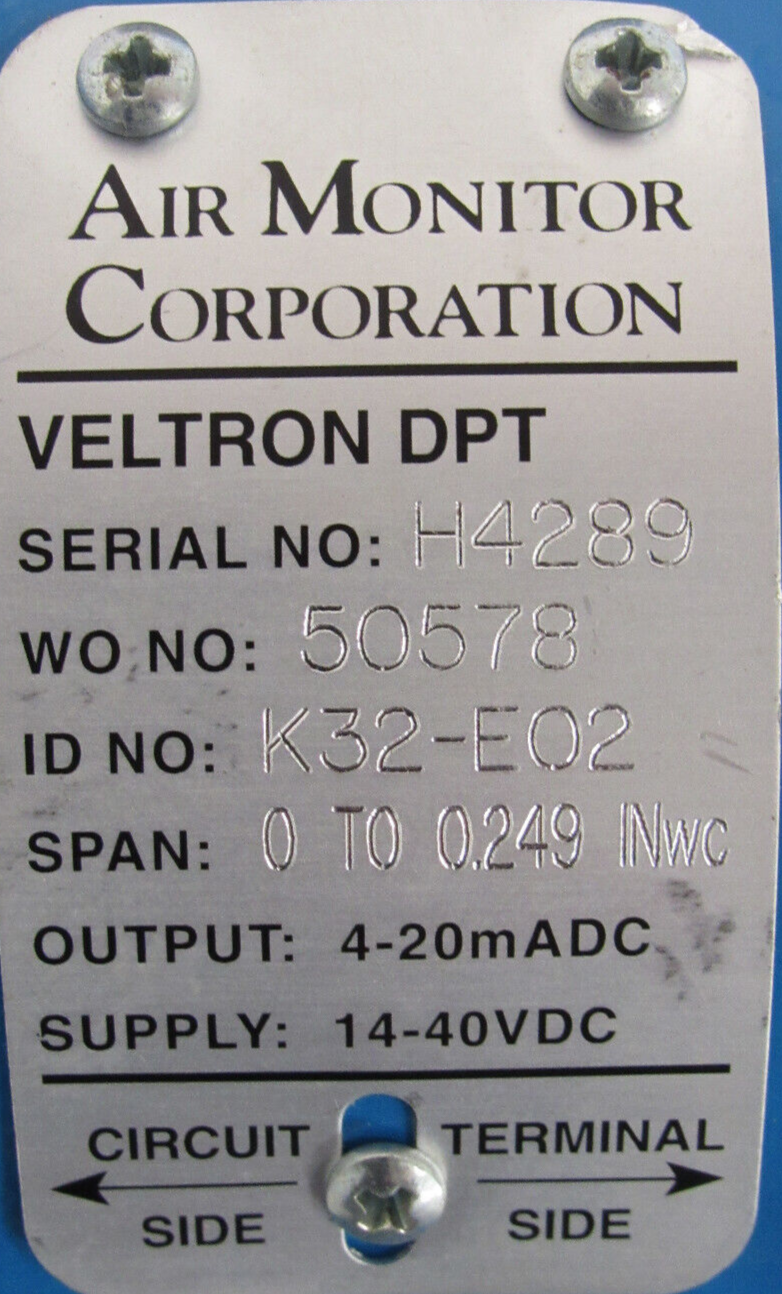 AIR MONITOR
CORPORATION
VELTRON DPT
SERIAL NO: H4289
WO NO: 50578
ID NO: K32-E02
SPAN: 0 TO 0.249 INwc
OUTPUT: 4-20mADC
SUPPLY: 14-40VDC
CIRCUIT TERMINAL
SIDE SIDE